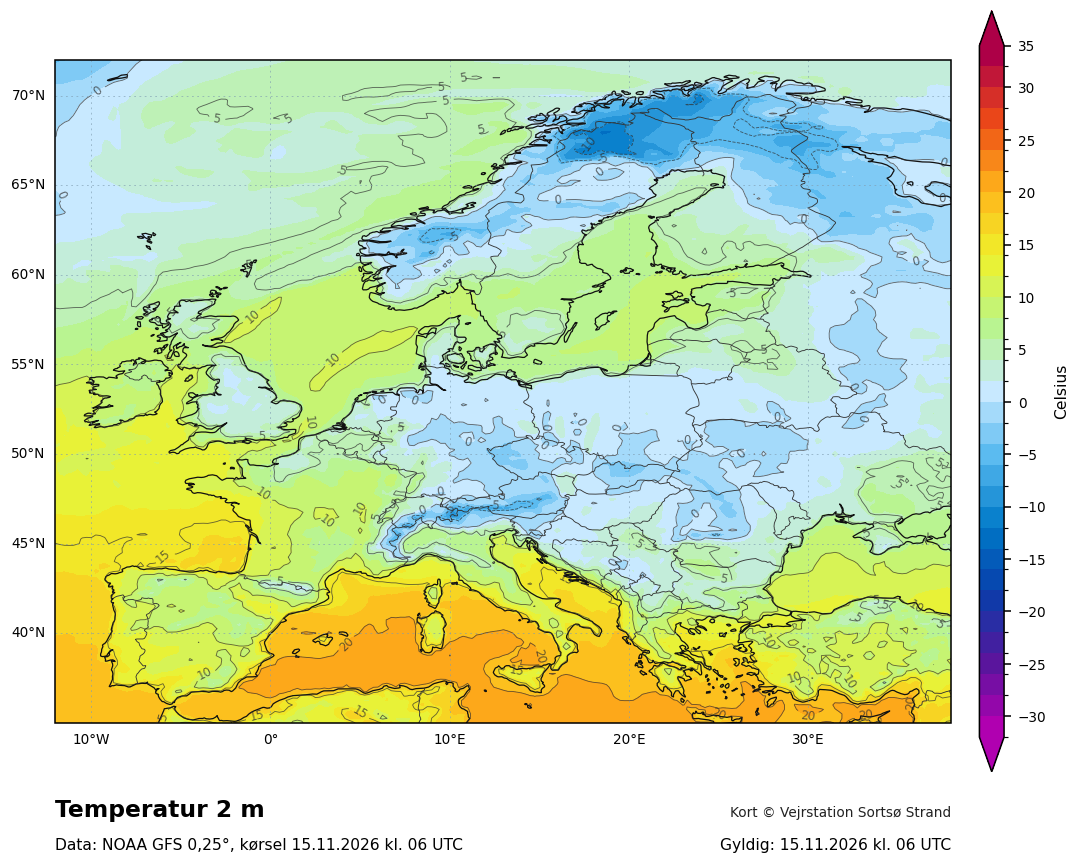 70°N
65°N
60°N
55°N
50°N
45°N
40°N
10°W
0°
10°E
20°E
30°E
35
30
25
20
15
10
5
0
−5
−10
−15
−20
−25
−30
Celsius
Temperatur 2 m
Kort © Vejrstation Sortsø Strand
Data: NOAA GFS 0,25°, kørsel 15.11.2026 kl. 06 UTC
Gyldig: 15.11.2026 kl. 06 UTC